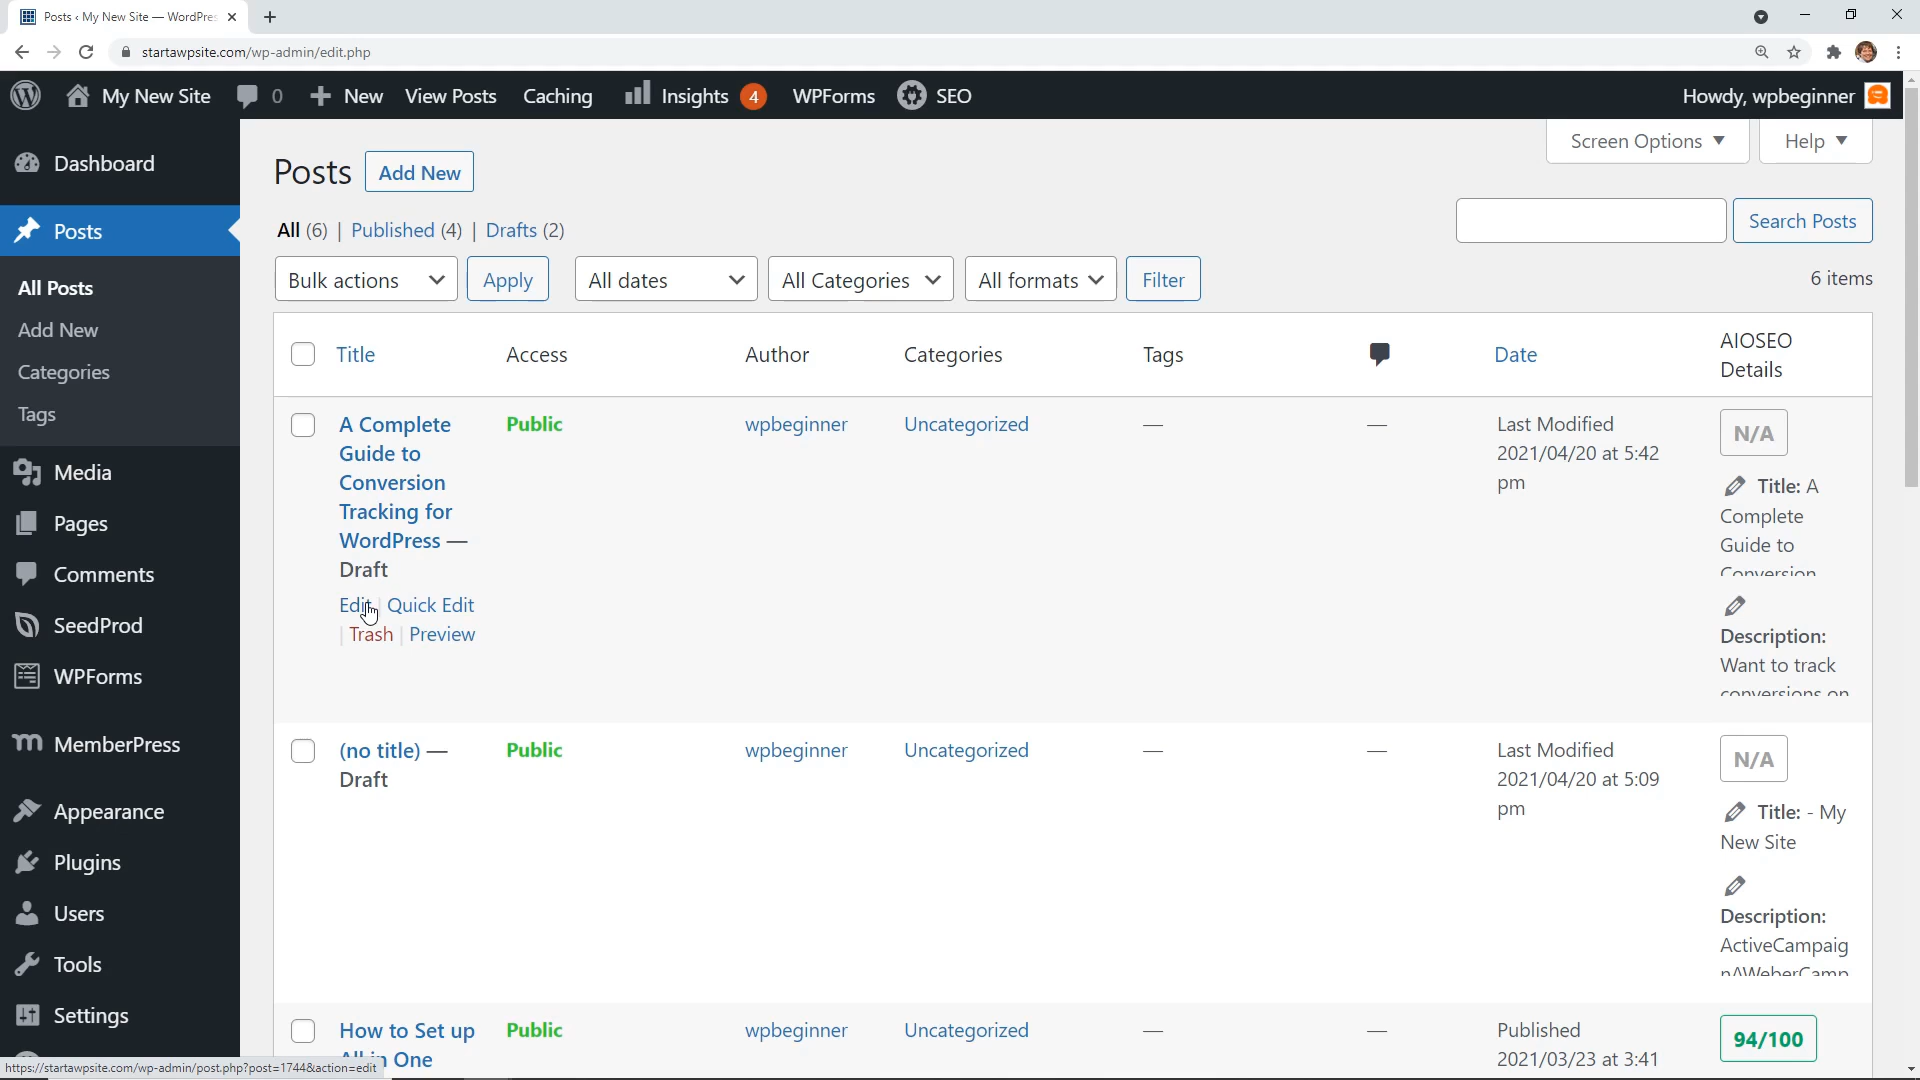 Posts ‹ My New Site — WordPres
startawpsite.com/wp-admin/edit.php
My New Site 0 New View Posts Caching Insights 4 WPForms SEO Howdy, wpbeginner
Screen Options Help
Dashboard
Posts
All Posts
Add New
Categories
Tags
Media
Pages
Comments
SeedProd
WPForms
MemberPress
Appearance
Plugins
Users
Tools
Settings
Posts Add New
All (6) | Published (4) | Drafts (2)
Search Posts
Bulk actions Apply All dates All Categories All formats Filter
6 items
Title Access Author Categories Tags Date AIOSEO
Details
A Complete
Guide to
Conversion
Tracking for
WordPress —
Draft
Edit | Quick Edit
| Trash | Preview
Public
wpbeginner
Uncategorized
—
—
Last Modified
2021/04/20 at 5:42
pm
N/A
Title: A
Complete
Guide to
Conversion
Description:
Want to track
conversions on
(no title) —
Draft
Public
wpbeginner
Uncategorized
—
—
Last Modified
2021/04/20 at 5:09
pm
N/A
Title: - My
New Site
Description:
ActiveCampaig
nAWeberCamp
How to Set up
All in One
Public
wpbeginner
Uncategorized
—
—
Published
2021/03/23 at 3:41
94/100
https://startawpsite.com/wp-admin/post.php?post=1744&action=edit